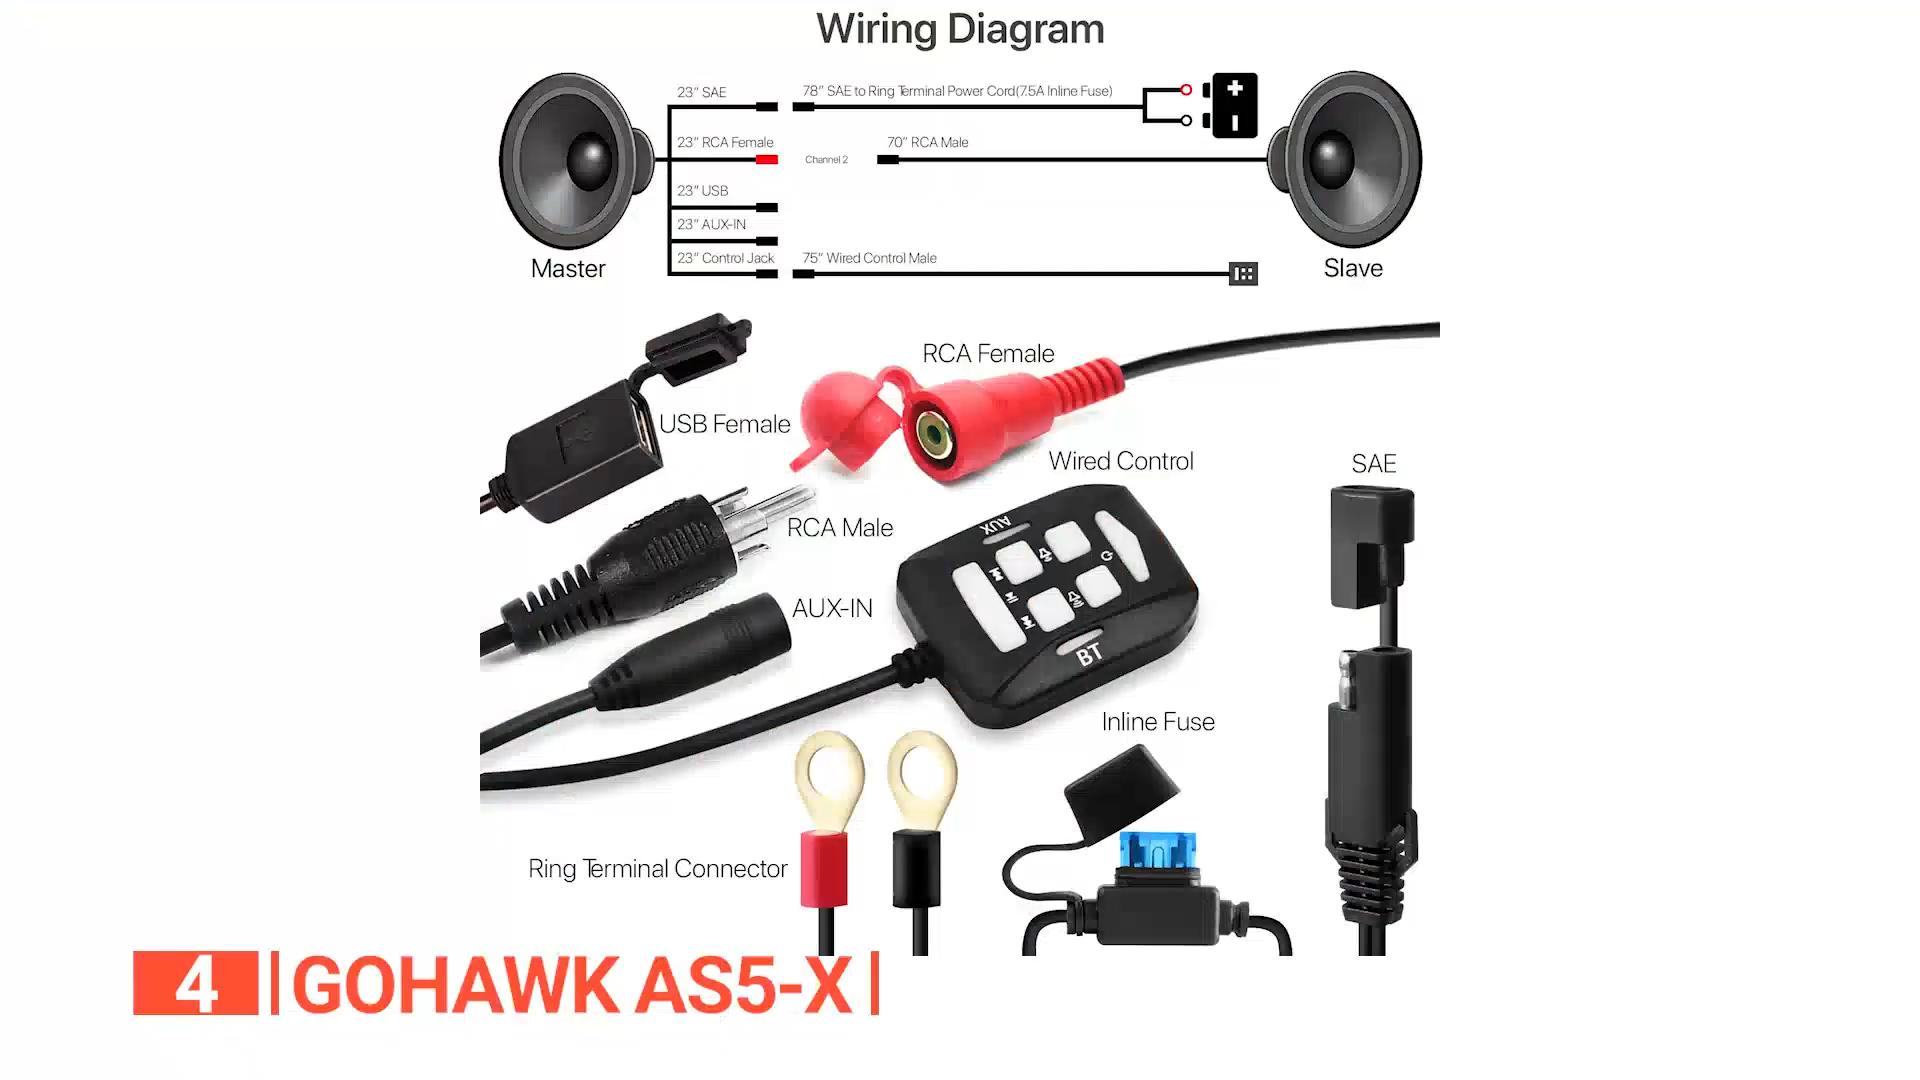 Wiring Diagram
23" SAE
78" SAE to Ring Terminal Power Cord(7.5A Inline Fuse)
23" RCA Female
Channel 2
70" RCA Male
23" USB
23" AUX-IN
23" Control Jack
75" Wired Control Male
Master
Slave
RCA Female
USB Female
Wired Control
SAE
RCA Male
AUX
AUX-IN
BT
Inline Fuse
Ring Terminal Connector
4
GOHAWK AS5-X